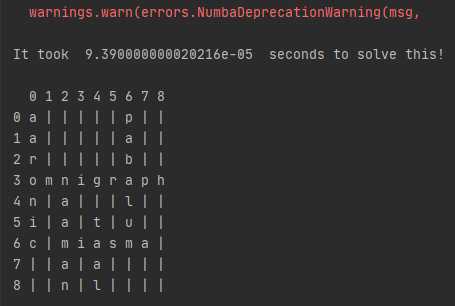 warnings.warn(errors.NumbaDeprecationWarning(msg,
It took  9.390000000020216e-05  seconds to solve this!
  0 1 2 3 4 5 6 7 8
0 a | | | | | p | |
1 a | | | | | a | |
2 r | | | | | b | |
3 o m n i g r a p h
4 n | a | | | l | |
5 i | a | t | u | |
6 c | m i a s m a |
7 | | a | a | | | |
8 | | n | l | | | |